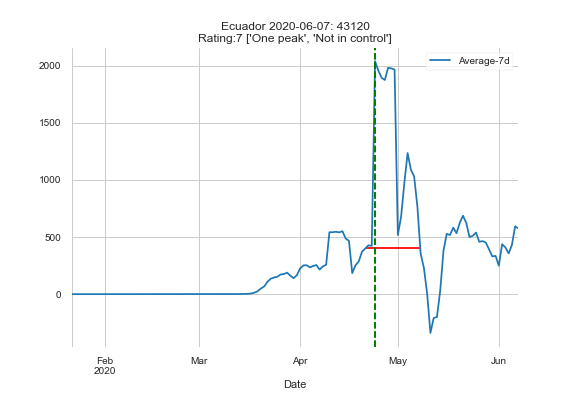 Ecuador 2020-06-07: 43120
Rating:7 ['One peak', 'Not in control']
Average-7d
2000
1500
1000
500
0
Feb
2020
Mar
Apr
May
Jun
Date